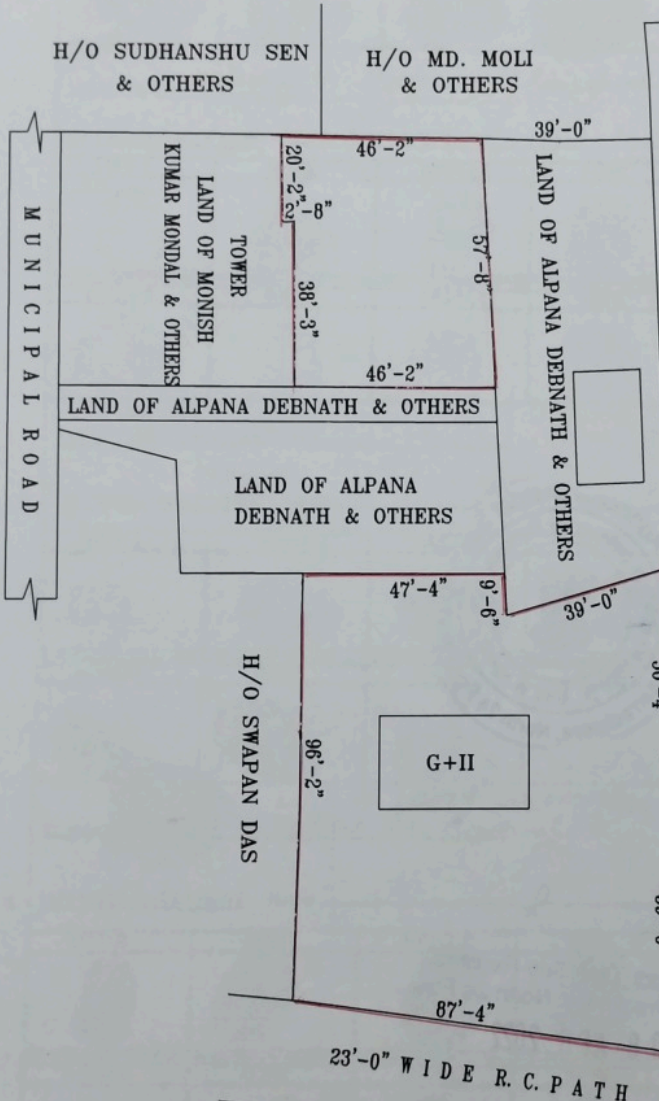 H/O SUDHANSHU SEN
& OTHERS
H/O MD. MOLI
& OTHERS
39'-0"
46'-2"
20'-2"
2'-8"
38'-3"
57'-8"
46'-2"
MUNICIPAL ROAD
TOWER
LAND OF MONISH
KUMAR MONDAL & OTHERS
LAND OF ALPANA DEBNATH & OTHERS
LAND OF ALPANA DEBNATH & OTHERS
LAND OF ALPANA
DEBNATH & OTHERS
47'-4"
9'-6"
39'-0"
H/O SWAPAN DAS
96'-2"
G+II
87'-4"
23'-0" WIDE R.C.PATH